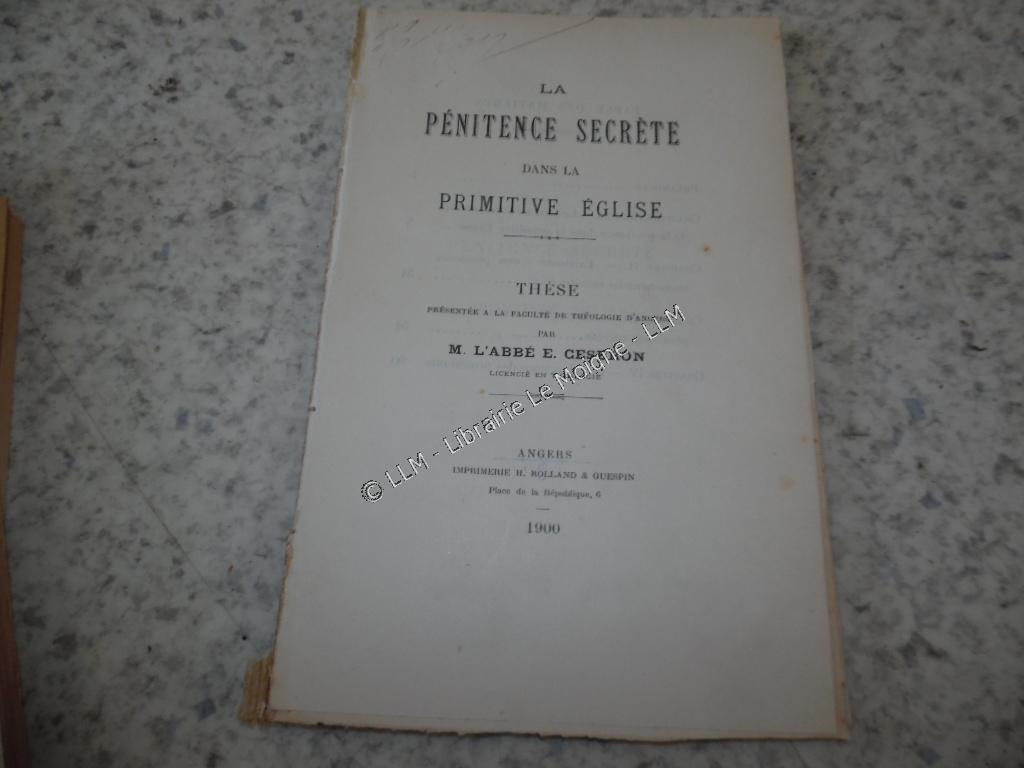 LA
PÉNITENCE SECRÈTE
DANS LA
PRIMITIVE ÉGLISE
THÈSE
PRÉSENTÉE A LA FACULTÉ DE THÉOLOGIE
PAR
M. L'ABBÉ E.
LICENCIÉ EN
ANGERS
IMPRIMERIE H. ROLLAND & GUESPIN
Place de la République, 6
1900
© LLM - Librairie Le Moigne - LLM